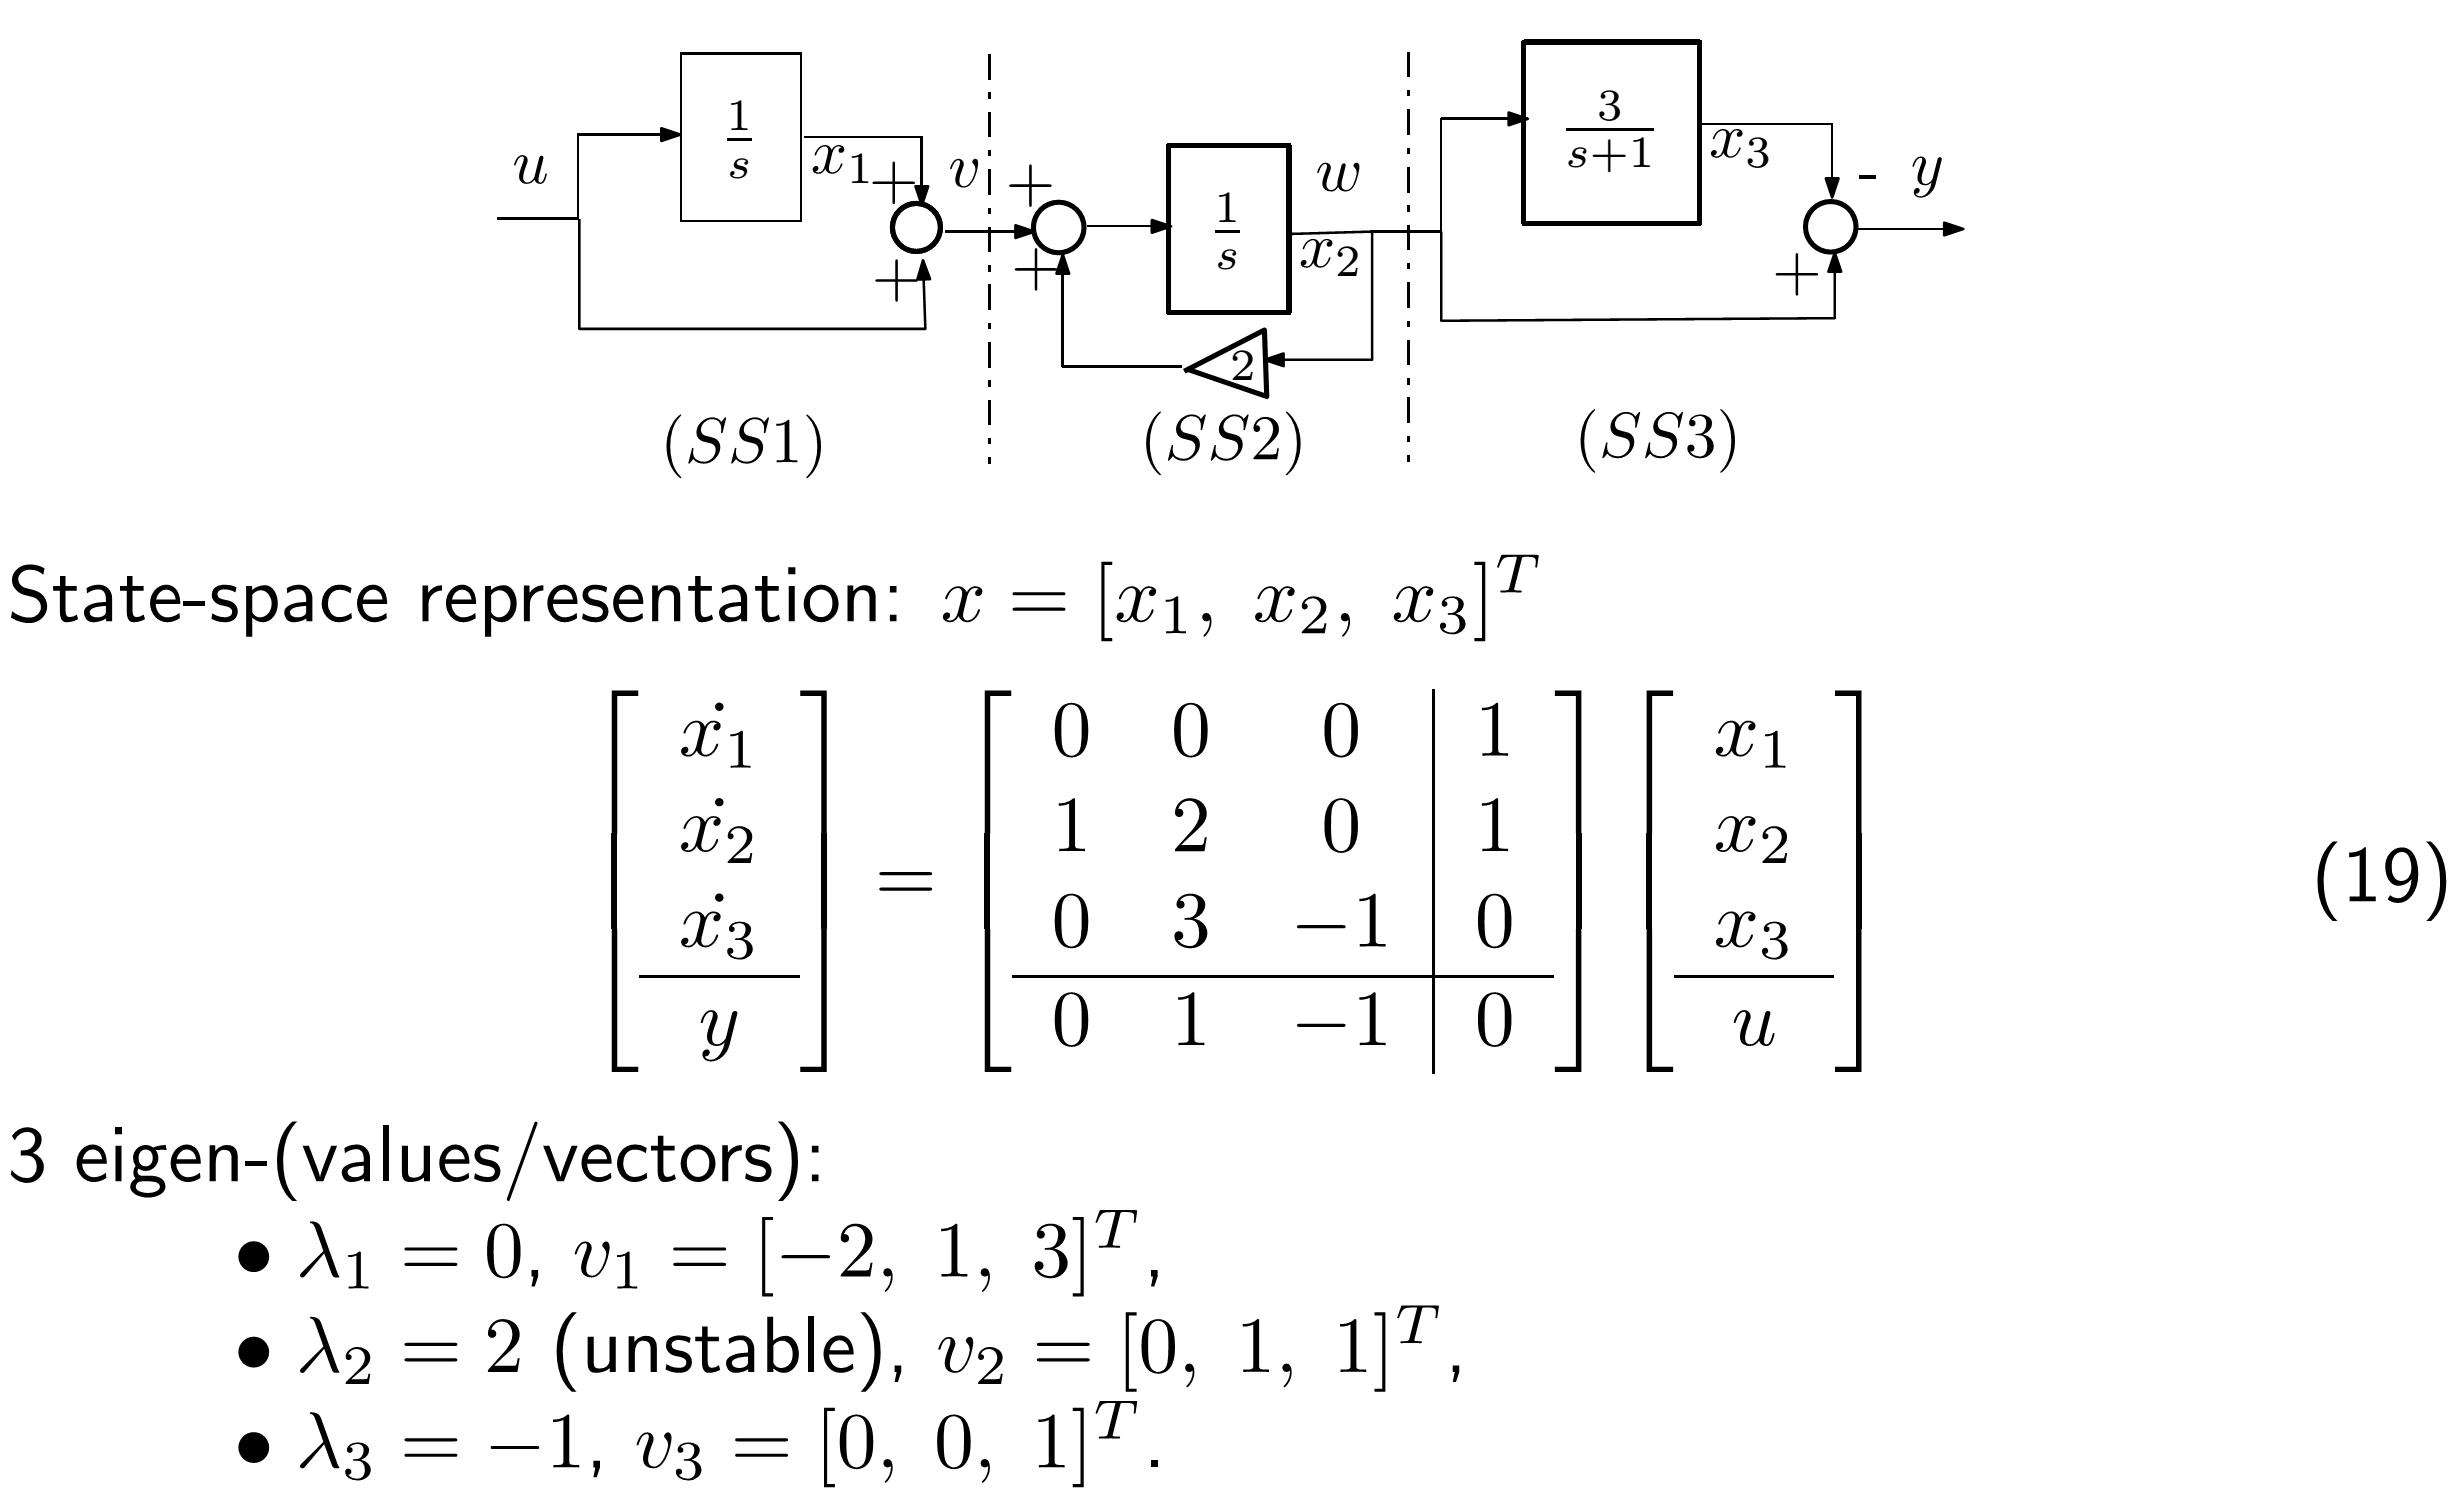 u 1/s x₁ + + v + + 1/s w x₂ 2 3/(s+1) x₃ - + y
(SS1) (SS2) (SS3)
State-space representation: x = [x₁, x₂, x₃]ᵀ
[ẋ₁] = [0 0 0 | 1] [x₁]
[ẋ₂] [1 2 0 | 1] [x₂]
[ẋ₃] [0 3 −1 | 0] [x₃]
[y] [0 1 −1 | 0] [u] (19)
3 eigen-(values/vectors):
• λ₁ = 0, v₁ = [−2, 1, 3]ᵀ,
• λ₂ = 2 (unstable), v₂ = [0, 1, 1]ᵀ,
• λ₃ = −1, v₃ = [0, 0, 1]ᵀ.